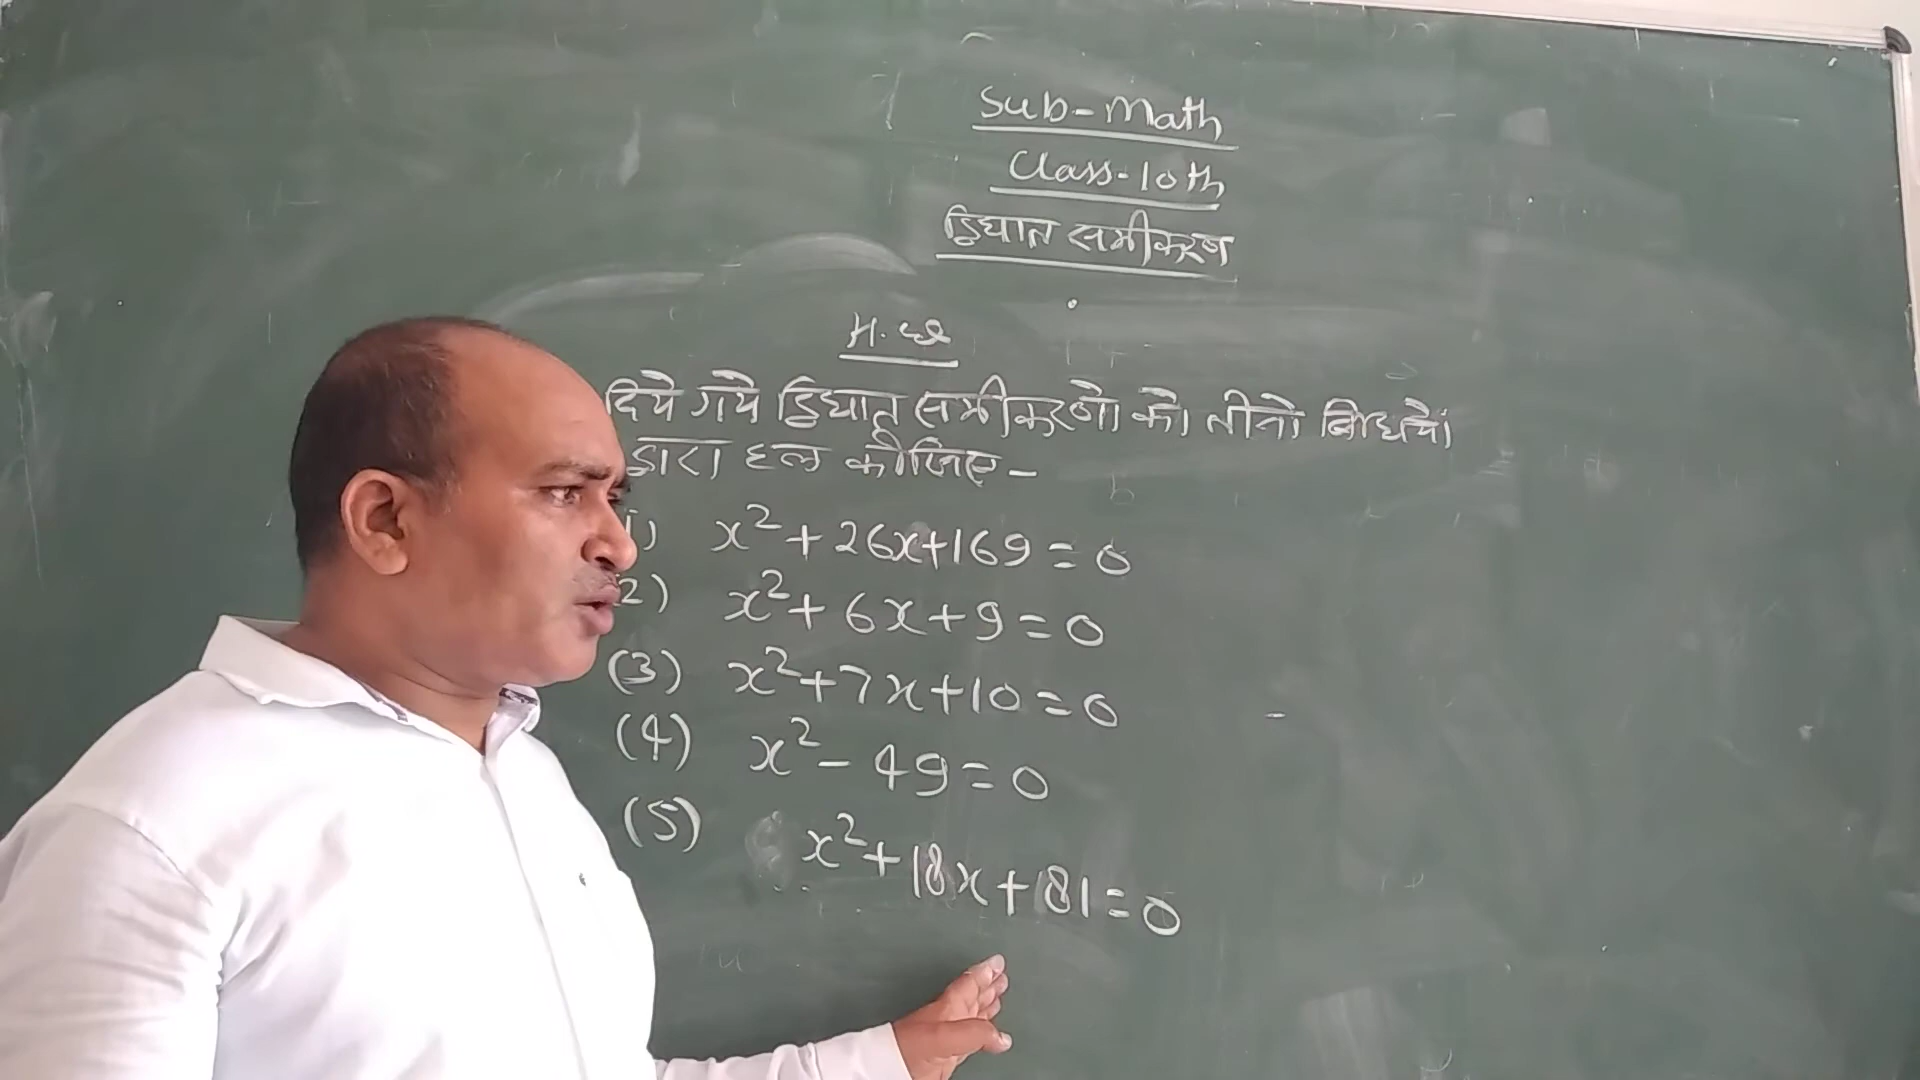 Sub-Math
Class-10th
द्विघात समीकरण
H.W
दिये गये द्विघात समीकरणो को तीनो विधियों
द्वारा हल कीजिए-
1) x²+26x+169=0
2) x²+6x+9=0
(3) x²+7x+10=0
(4) x²-49=0
(5) x²+18x+81=0